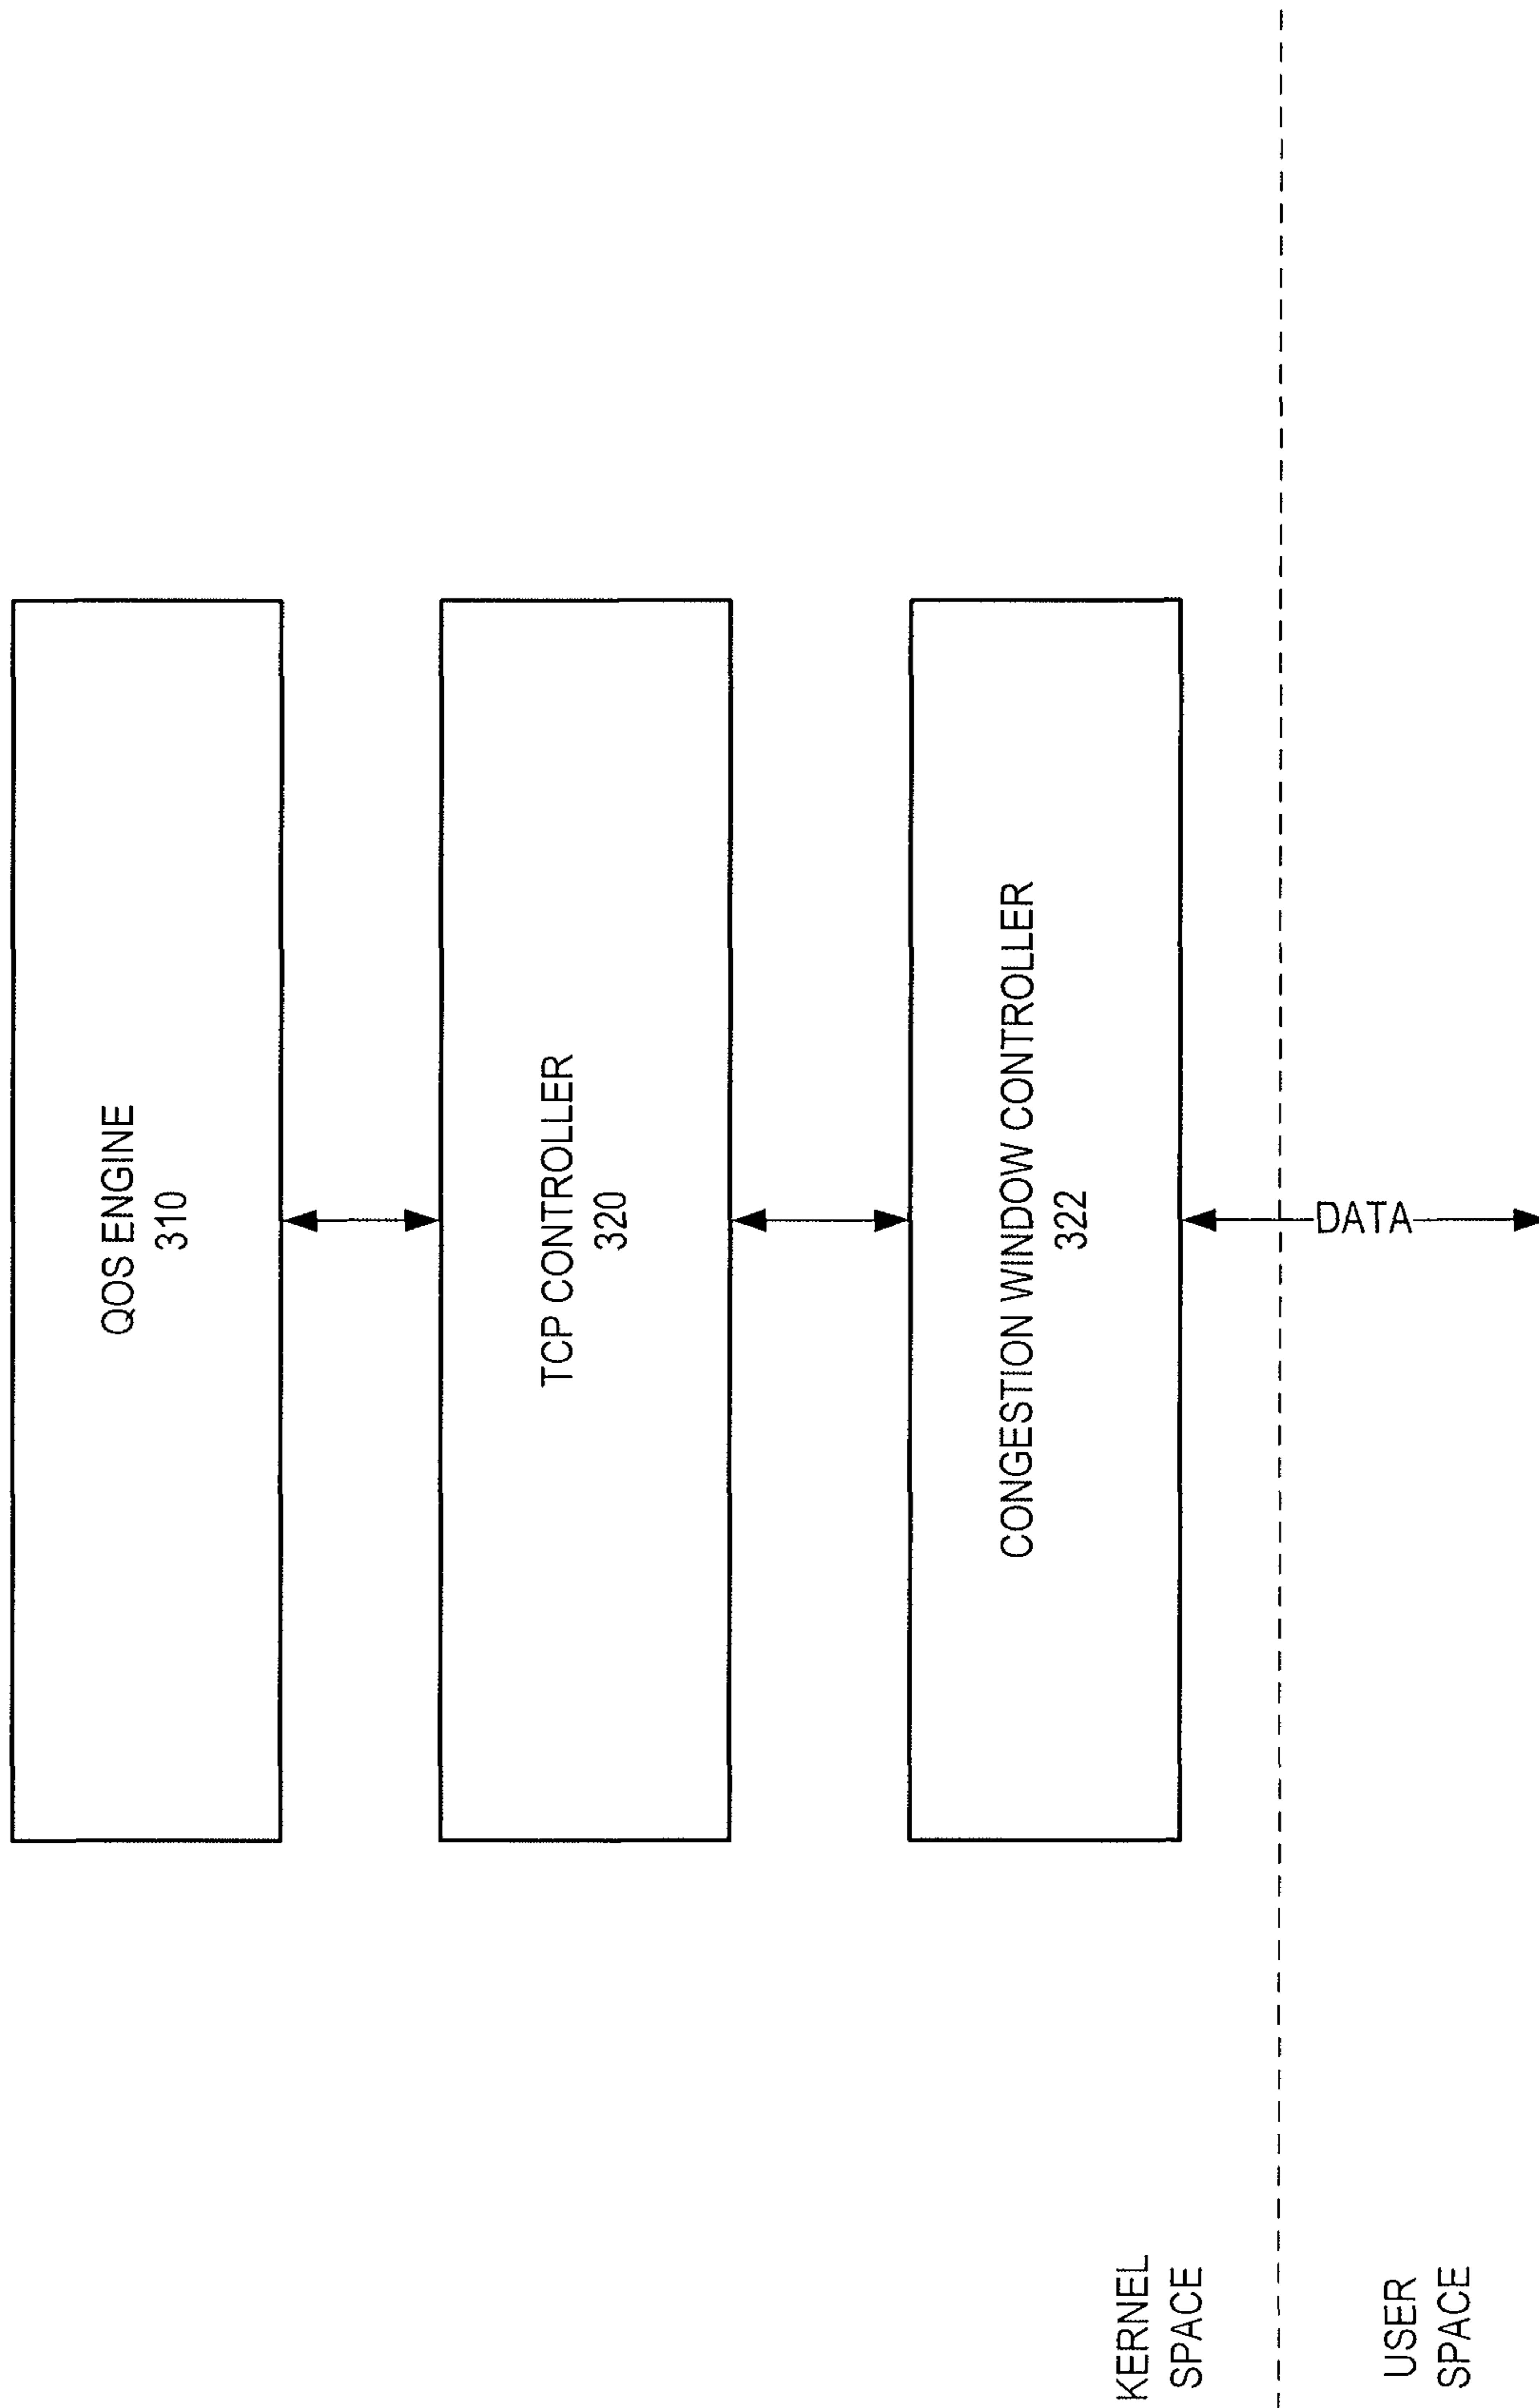 QOS ENGINE
310
TCP CONTROLLER
320
CONGESTION WINDOW CONTROLLER
322
KERNEL
SPACE
DATA
USER
SPACE